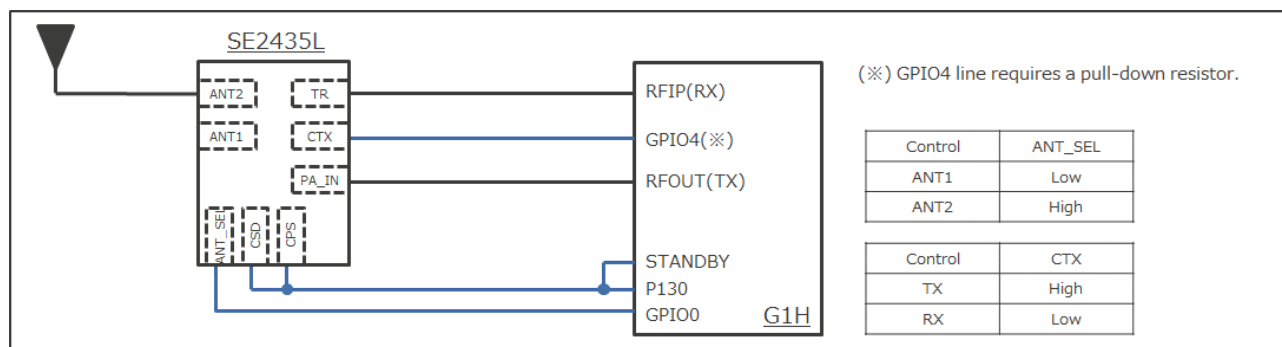 SE2435L
ANT2
TR
ANT1
CTX
PA_IN
ANT_SEL
CSD
CPS
RFIP(RX)
GPIO4(※)
RFOUT(TX)
STANDBY
P130
GPIO0
G1H
(※) GPIO4 line requires a pull-down resistor.
Control ANT_SEL
ANT1 Low
ANT2 High
Control CTX
TX High
RX Low